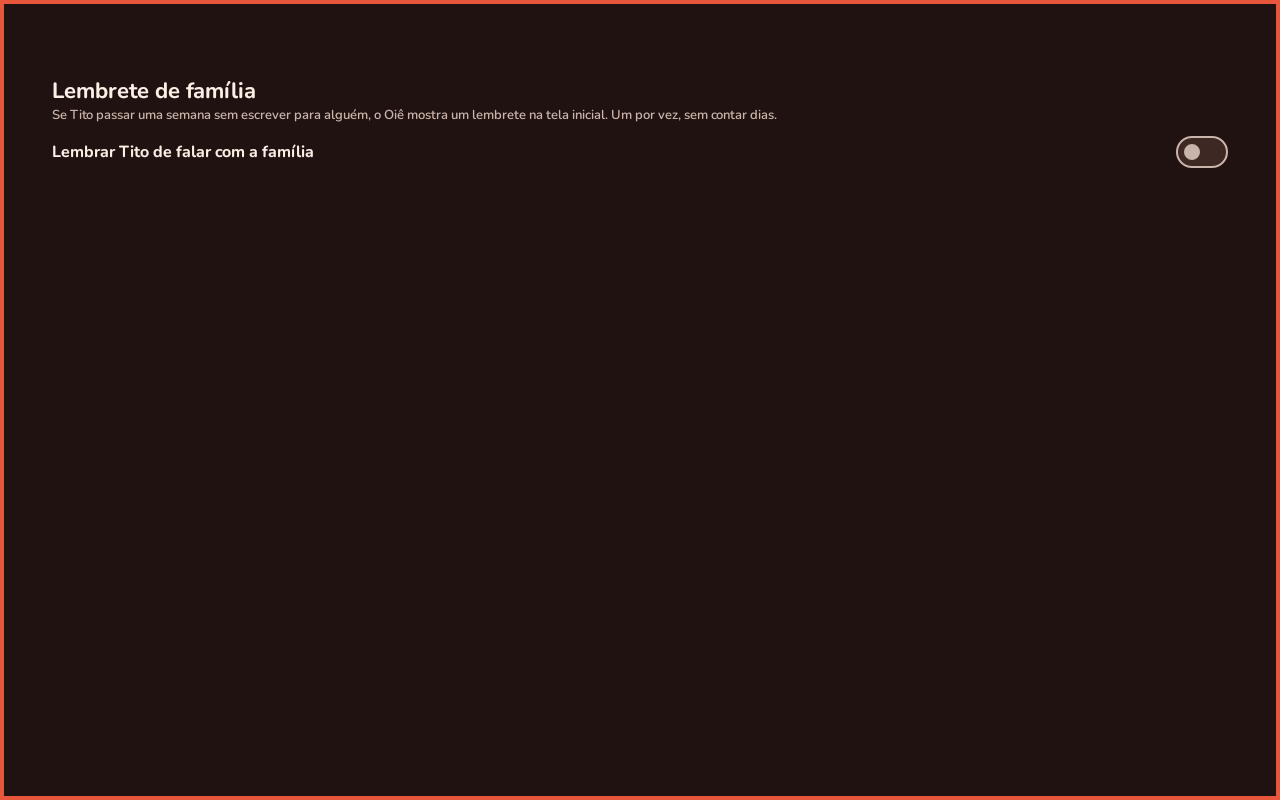 Lembrete de família
Se Tito passar uma semana sem escrever para alguém, o Oiê mostra um lembrete na tela inicial. Um por vez, sem contar dias.
Lembrar Tito de falar com a família